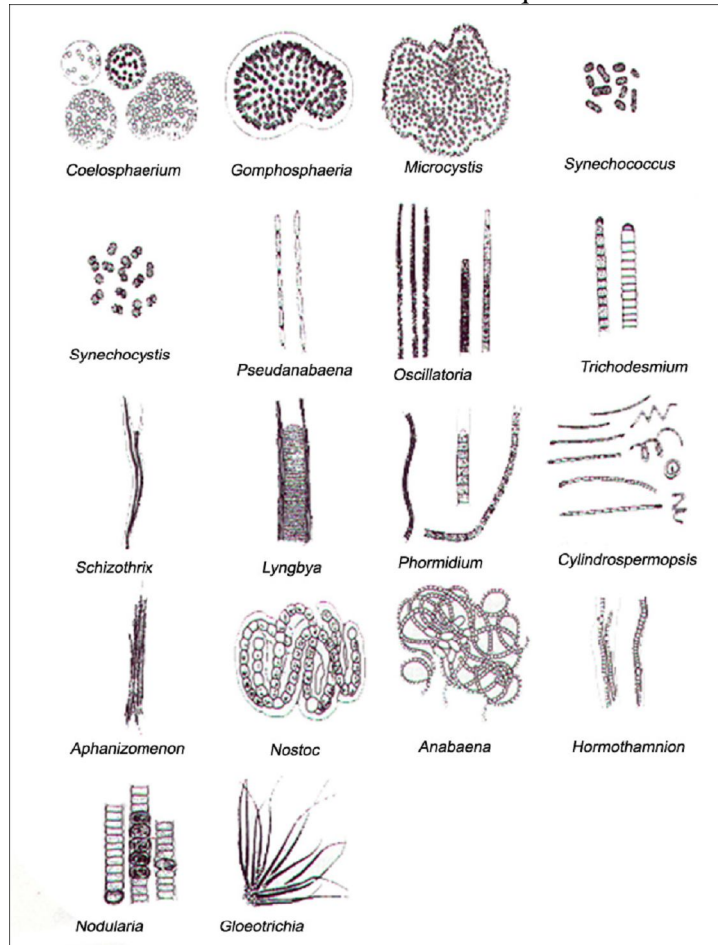 Coelosphaerium Gomphosphaeria Microcystis Synechococcus
Synechocystis Pseudanabaena Oscillatoria Trichodesmium
Schizothrix Lyngbya Phormidium Cylindrospermopsis
Aphanizomenon Nostoc Anabaena Hormothamnion
Nodularia Gloeotrichia